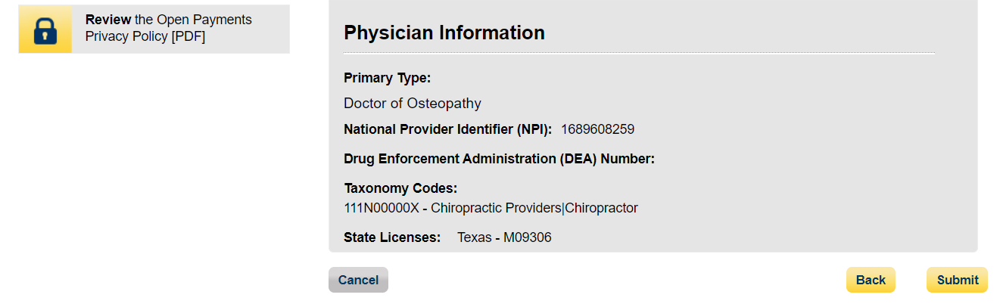 Review the Open Payments
Privacy Policy [PDF]
Physician Information
Primary Type:
Doctor of Osteopathy
National Provider Identifier (NPI): 1689608259
Drug Enforcement Administration (DEA) Number:
Taxonomy Codes:
111N00000X - Chiropractic Providers|Chiropractor
State Licenses: Texas - M09306
Cancel Back Submit